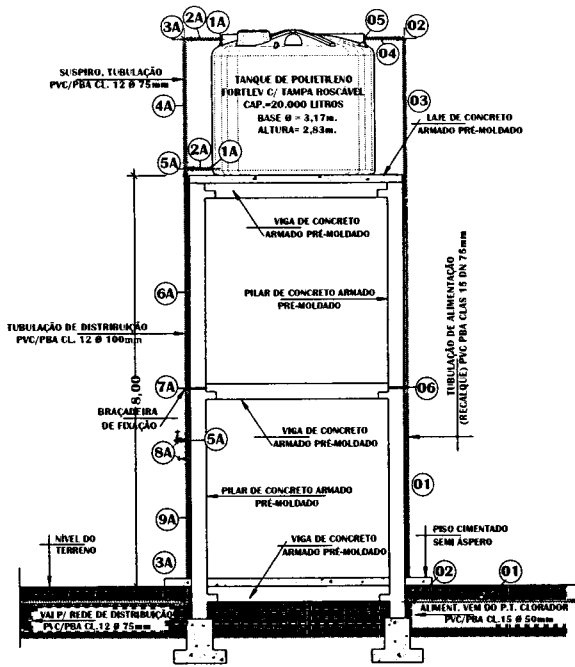 3A
2A
1A
05
02
04
SUSPIRO, TUBULAÇÃO
PVC/PBA CL. 12 Ø 75mm
TANQUE DE POLIETILENO
FORTLEV C/ TAMPA ROSCÁVEL
CAP.=20.000 LITROS
BASE Ø = 3,17m.
ALTURA= 2,83m.
4A
03
LAJE DE CONCRETO
ARMADO PRÉ-MOLDADO
5A
2A
1A
VIGA DE CONCRETO
ARMADO PRÉ-MOLDADO
6A
PILAR DE CONCRETO ARMADO
PRÉ-MOLDADO
TUBULAÇÃO DE ALIMENTAÇÃO
(RECALQUE) PVC PBA CLAS 15 DN 75mm
TUBULAÇÃO DE DISTRIBUIÇÃO
PVC/PBA CL. 12 Ø 100mm
8,00
7A
06
BRAÇADEIRA
DE FIXAÇÃO
VIGA DE CONCRETO
ARMADO PRÉ-MOLDADO
5A
8A
PILAR DE CONCRETO ARMADO
PRÉ-MOLDADO
01
9A
NÍVEL DO
TERRENO
VIGA DE CONCRETO
ARMADO PRÉ-MOLDADO
PISO CIMENTADO
SEMI ÁSPERO
3A
02
01
VAI P/ REDE DE DISTRIBUIÇÃO
PVC/PBA CL.12 Ø 75mm
ALIMENT. VEM DO P.T. CLORADOR
PVC/PBA CL.15 Ø 50mm